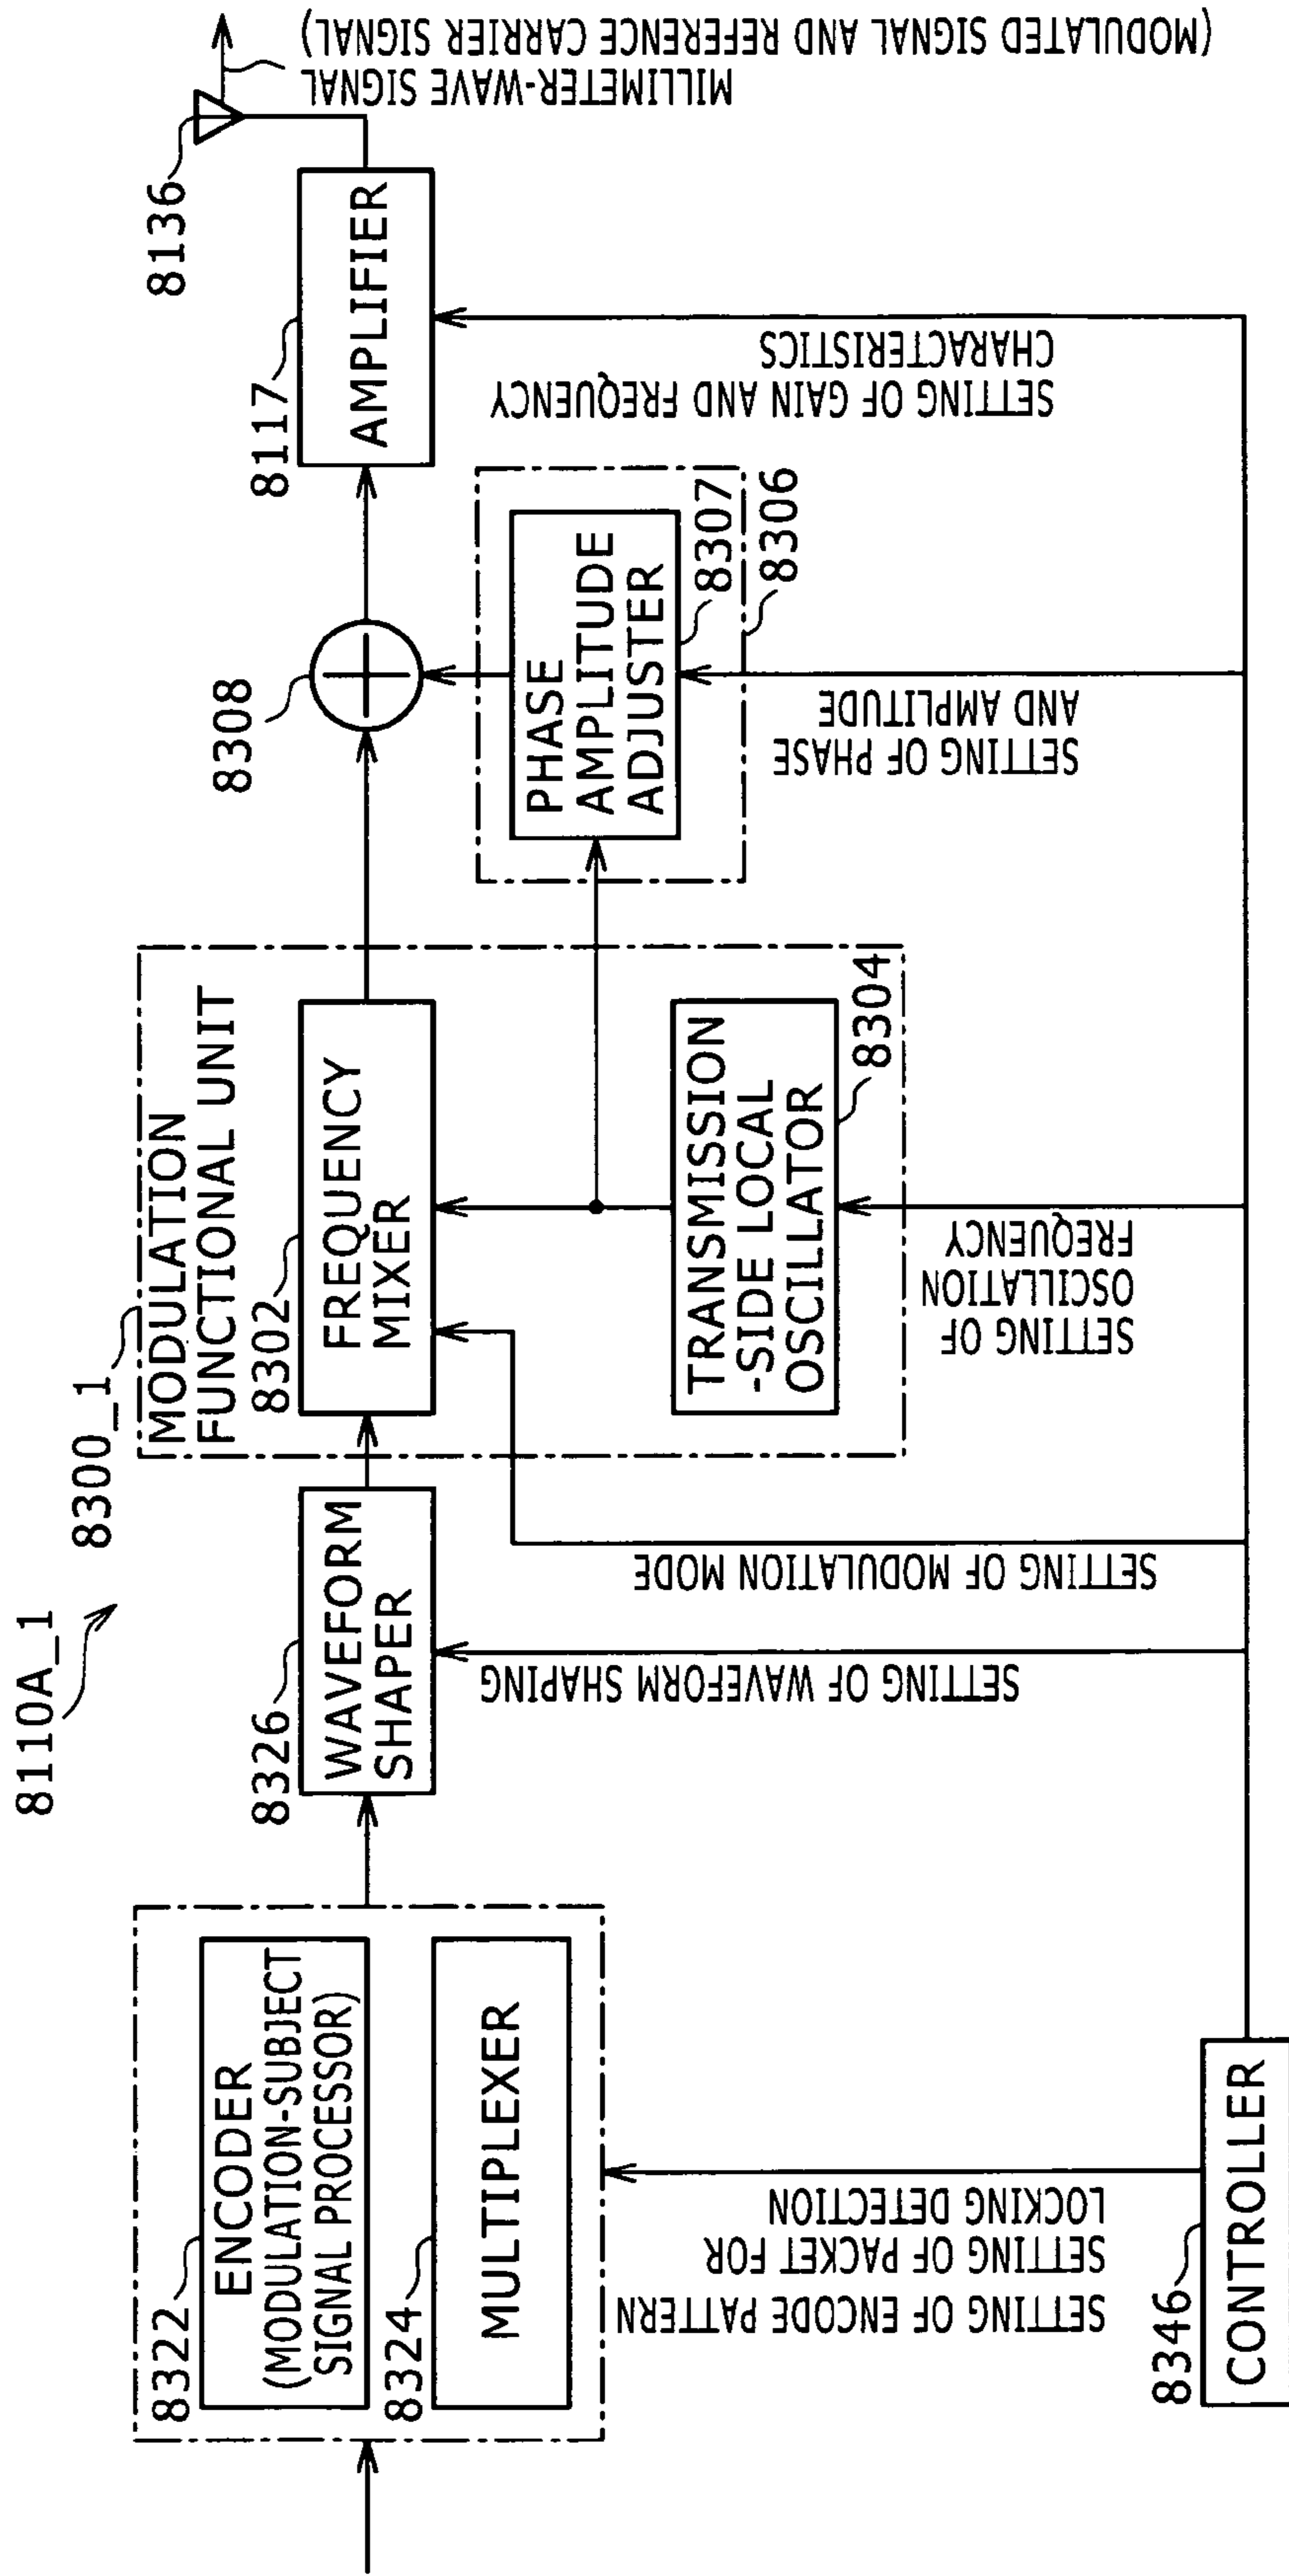 8110A_1
8300_1
MODULATION
FUNCTIONAL UNIT
8322
ENCODER
(MODULATION-SUBJECT
SIGNAL PROCESSOR)
8324
MULTIPLEXER
8326
WAVEFORM
SHAPER
8302
FREQUENCY
MIXER
TRANSMISSION
-SIDE LOCAL
OSCILLATOR
8304
8308
PHASE
AMPLITUDE
ADJUSTER
8307
8306
8117
AMPLIFIER
8136
MILLIMETER-WAVE SIGNAL
(MODULATED SIGNAL AND REFERENCE CARRIER SIGNAL)
SETTING OF ENCODE PATTERN
SETTING OF PACKET FOR
LOCKING DETECTION
SETTING OF WAVEFORM SHAPING
SETTING OF MODULATION MODE
SETTING OF
OSCILLATION
FREQUENCY
SETTING OF PHASE
AND AMPLITUDE
SETTING OF GAIN AND FREQUENCY
CHARACTERISTICS
8346
CONTROLLER